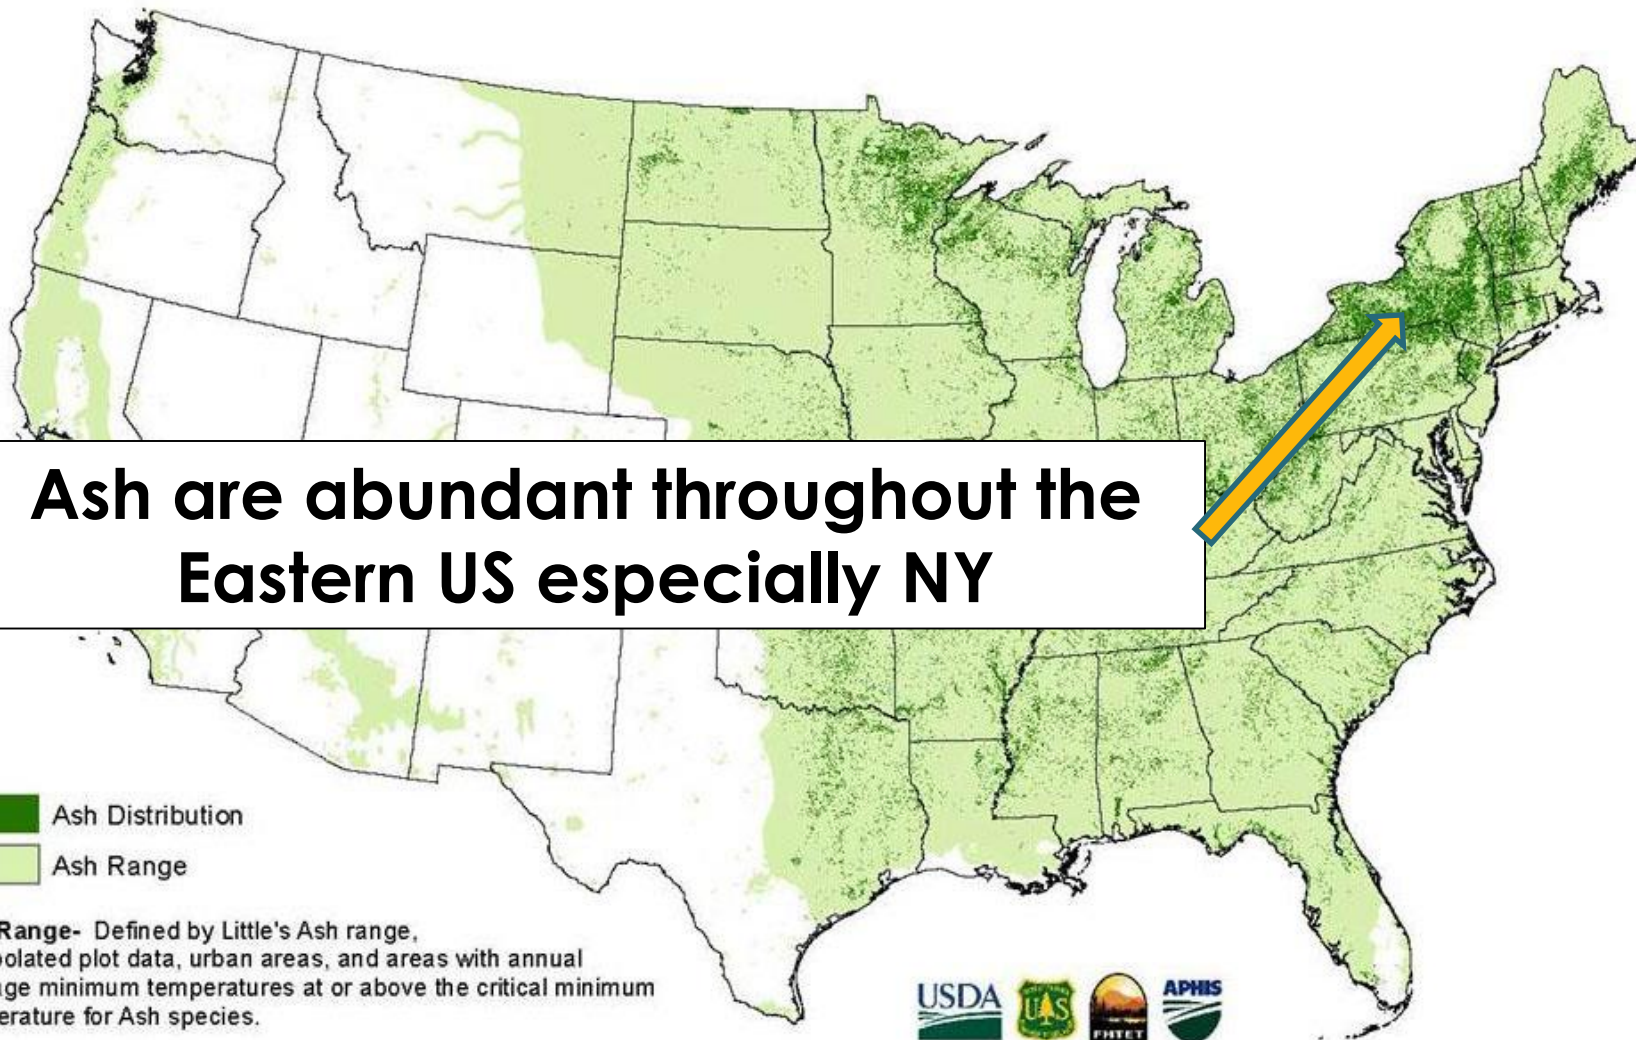 Ash are abundant throughout the
Eastern US especially NY
Ash Distribution
Ash Range
Range- Defined by Little's Ash range,
olated plot data, urban areas, and areas with annual
ge minimum temperatures at or above the critical minimum
erature for Ash species.
USDA
UAS
FHTET
APHIS